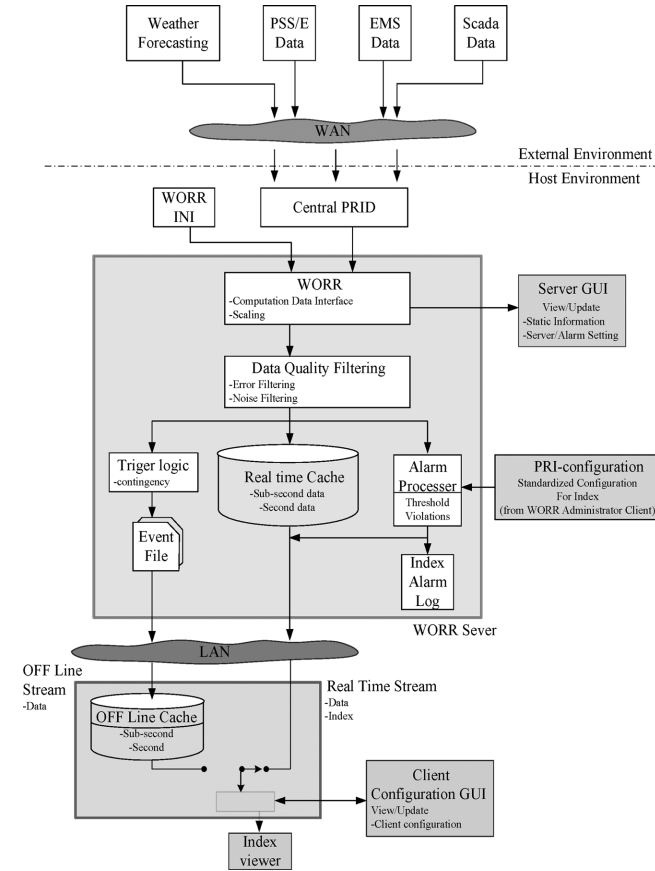 Weather
Forecasting
PSS/E
Data
EMS
Data
Scada
Data
WAN
External Environment
Host Environment
WORR
INI
Central PRID
WORR
-Computation Data Interface
-Scaling
Server GUI
View/Update
-Static Information
-Server/Alarm Setting
Data Quality Filtering
-Error Filtering
-Noise Filtering
Triger logic
-contingency
Real time Cache
-Sub-second data
-Second data
Alarm
Processer
Threshold
Violations
PRI-configuration
Standardized Configuration
For Index
(from WORR Administrator Client)
Event
File
Index
Alarm
Log
WORR Sever
LAN
OFF Line
Stream
-Data
Real Time Stream
-Data
-Index
OFF Line Cache
-Sub-second
-Second
Client
Configuration GUI
View/Update
-Client configuration
Index
viewer